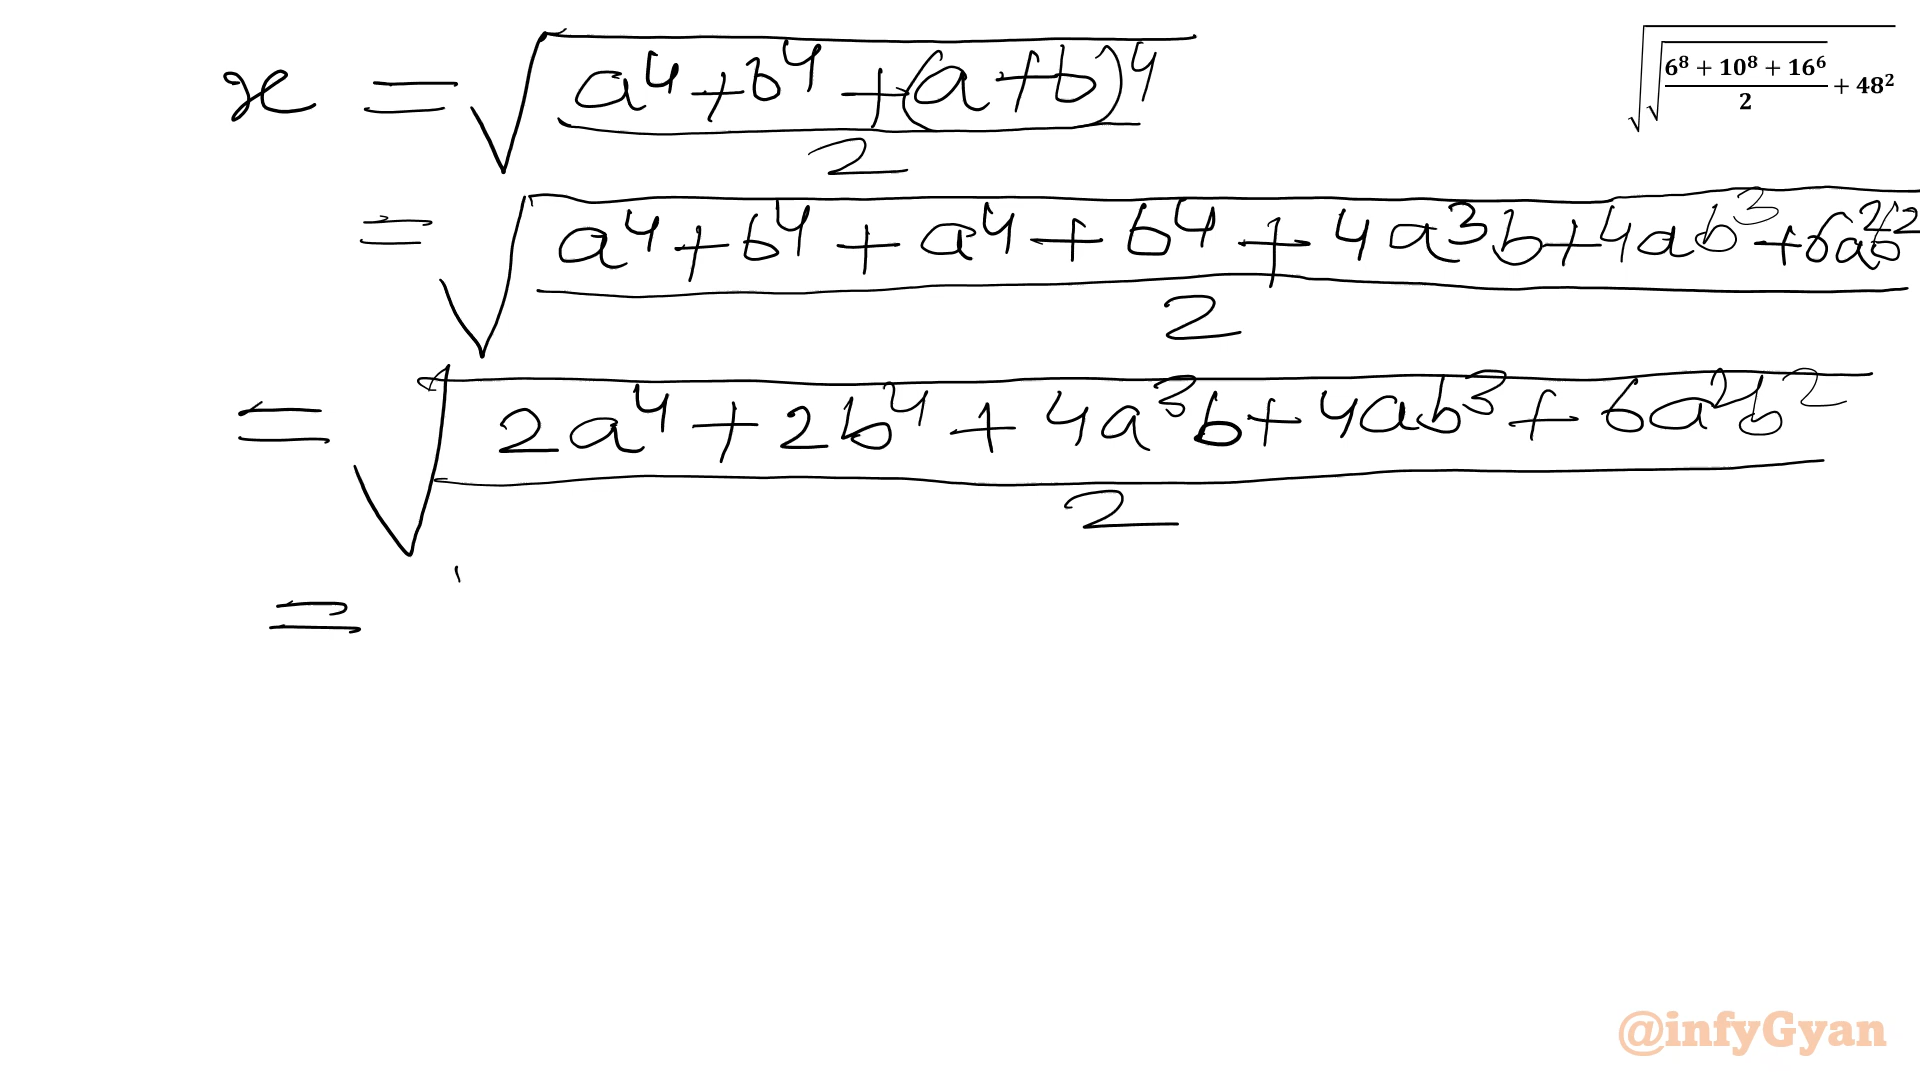 x = √((a⁴ + b⁴ + (a + b)⁴)/2)
√(√((6⁸ + 10⁸ + 16⁶)/2) + 48²)
= √((a⁴ + b⁴ + a⁴ + b⁴ + 4a³b + 4ab³ + 6a²b²)/2)
= √((2a⁴ + 2b⁴ + 4a³b + 4ab³ + 6a²b²)/2)
=
@infyGyan